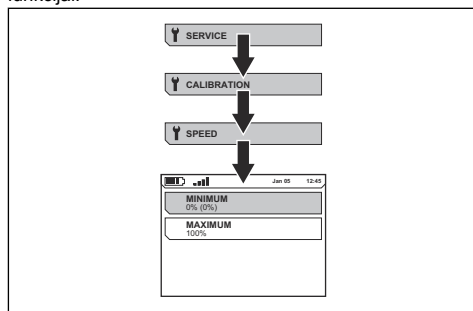 SERVICE
CALIBRATION
SPEED
Jan 05 12:45
MINIMUM
0% (0%)
MAXIMUM
100%